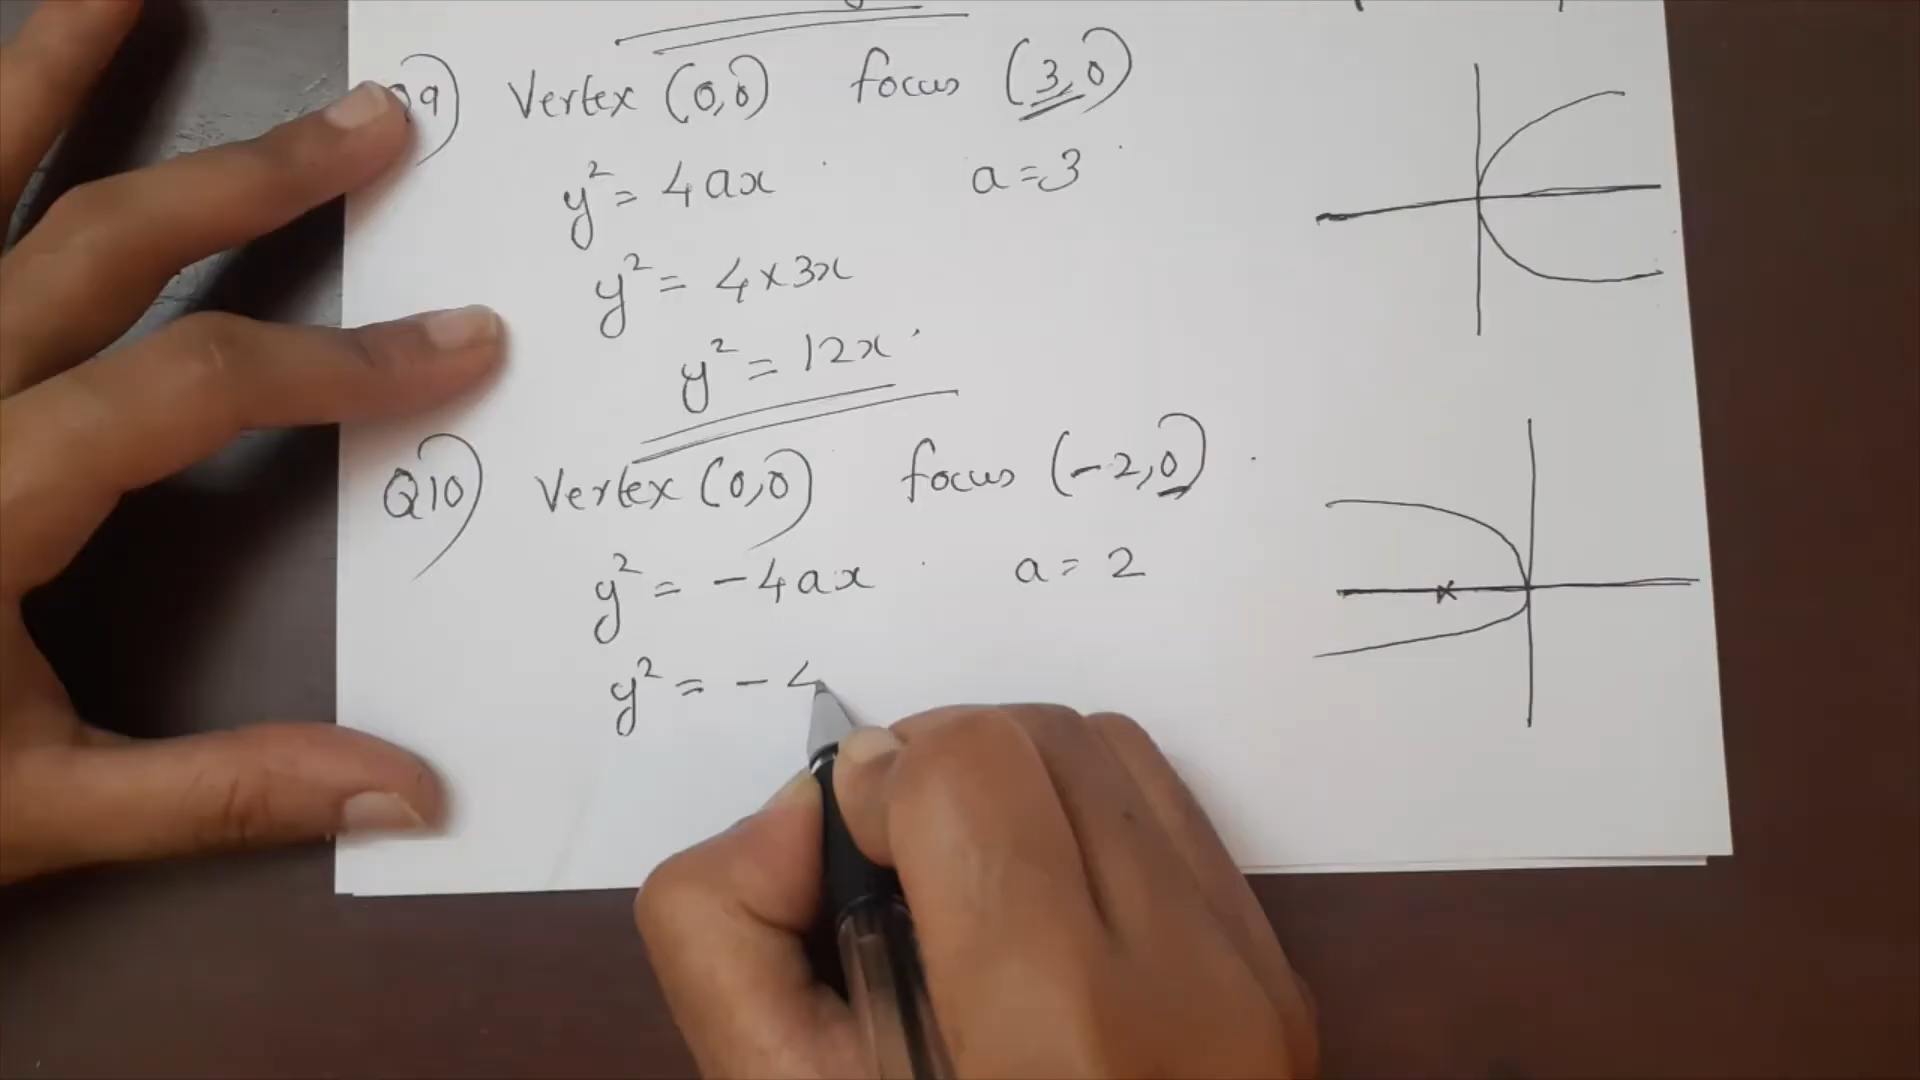 Q9) Vertex (0,0) focus (3,0)
y² = 4ax a=3
y² = 4×3x
y² = 12x
Q10) Vertex (0,0) focus (-2,0)
y² = -4ax a= 2
y² = - 4